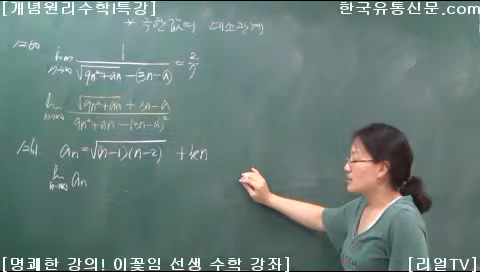 [개념원리수학I특강] 한국유통신문.com
* 극한값의 대소관계
lim n→∞ 1/(√(9n²+an) - (3n-a)) = 2/
lim n→∞ (√(9n²+an) + 3n-a)/(9n²+an - (3n-a)²)
aₙ = √((n-1)(n-2)) + kn
lim n→∞ aₙ
[명쾌한 강의! 이꽃임 선생 수학 강좌] [리얼TV]